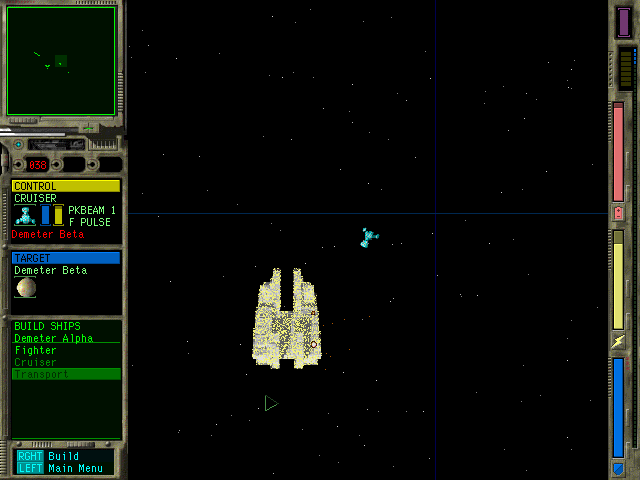 038
CONTROL
CRUISER
PKBEAM 1
F PULSE
Demeter Beta
TARGET
Demeter Beta
BUILD SHIPS
Demeter Alpha
Fighter
Cruiser
Transport
RGHT Build
LEFT Main Menu